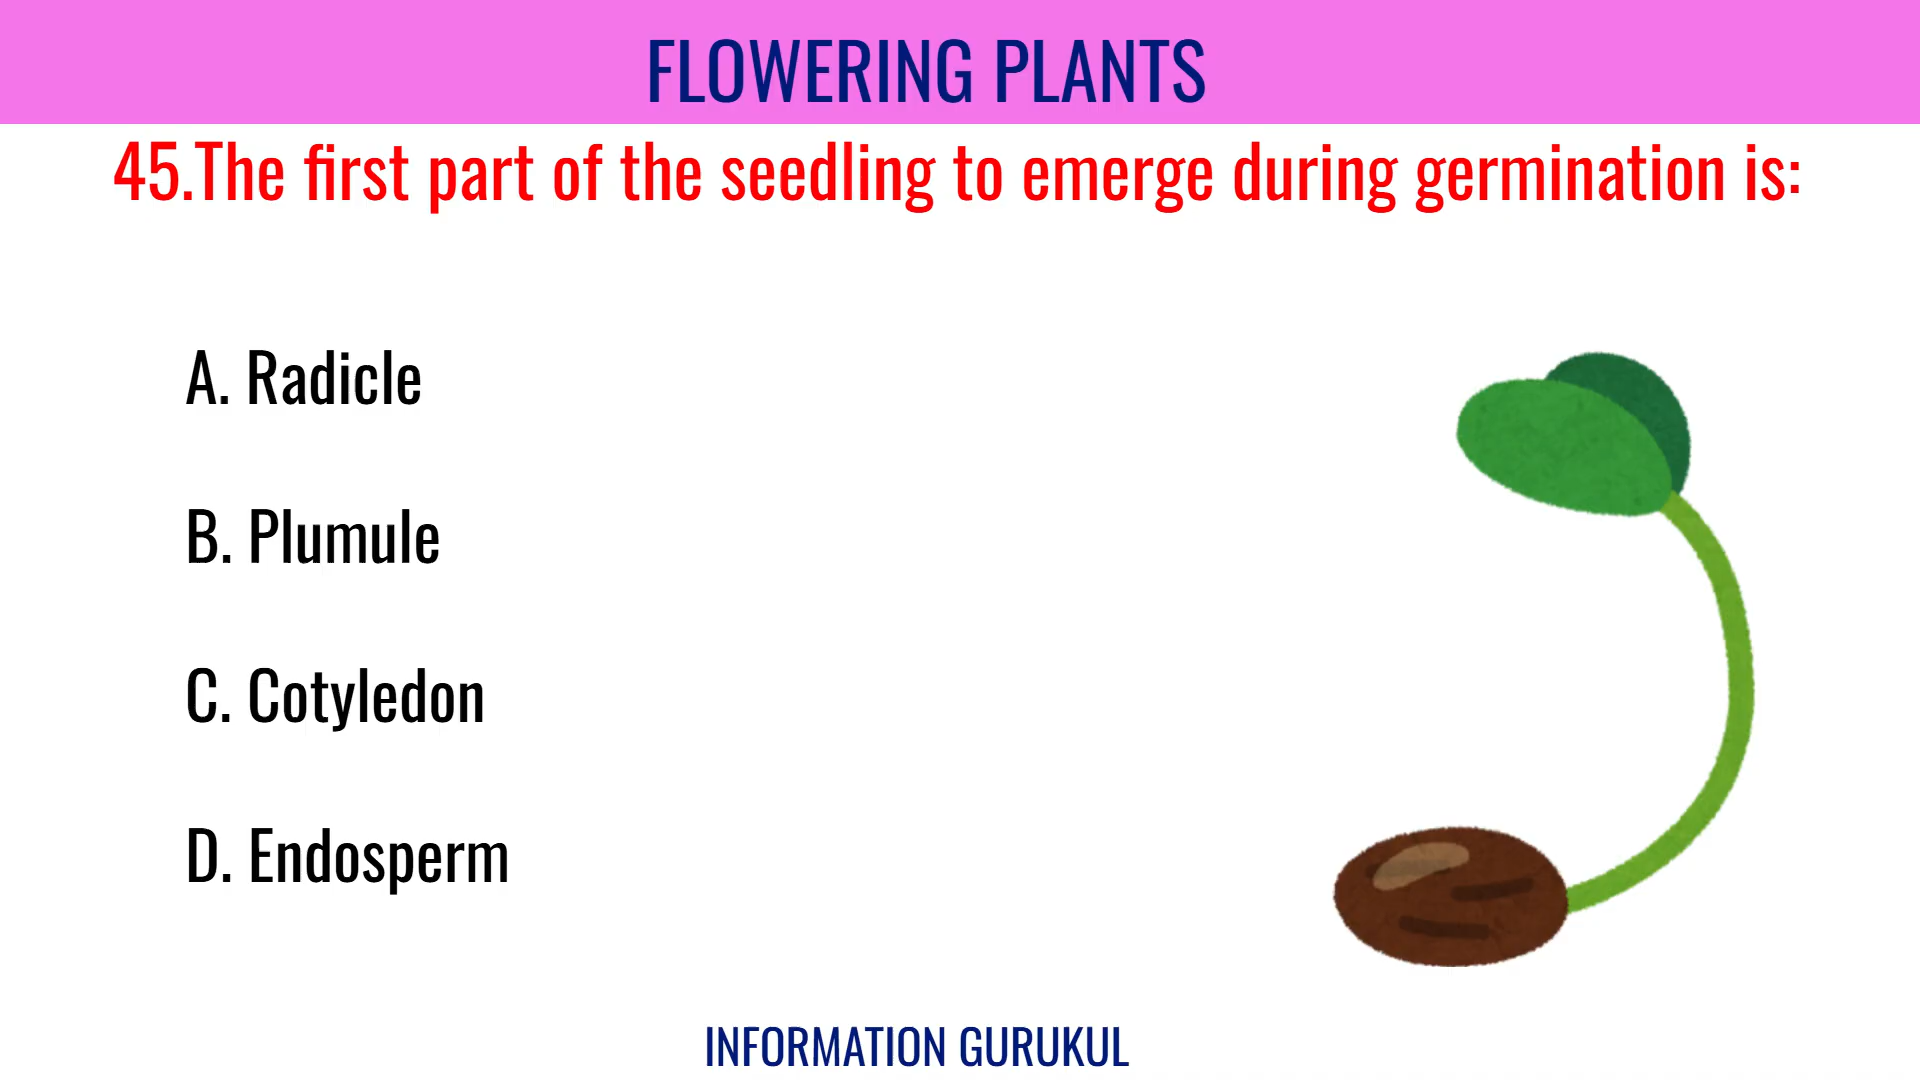 FLOWERING PLANTS
45.The first part of the seedling to emerge during germination is:
A. Radicle
B. Plumule
C. Cotyledon
D. Endosperm
INFORMATION GURUKUL